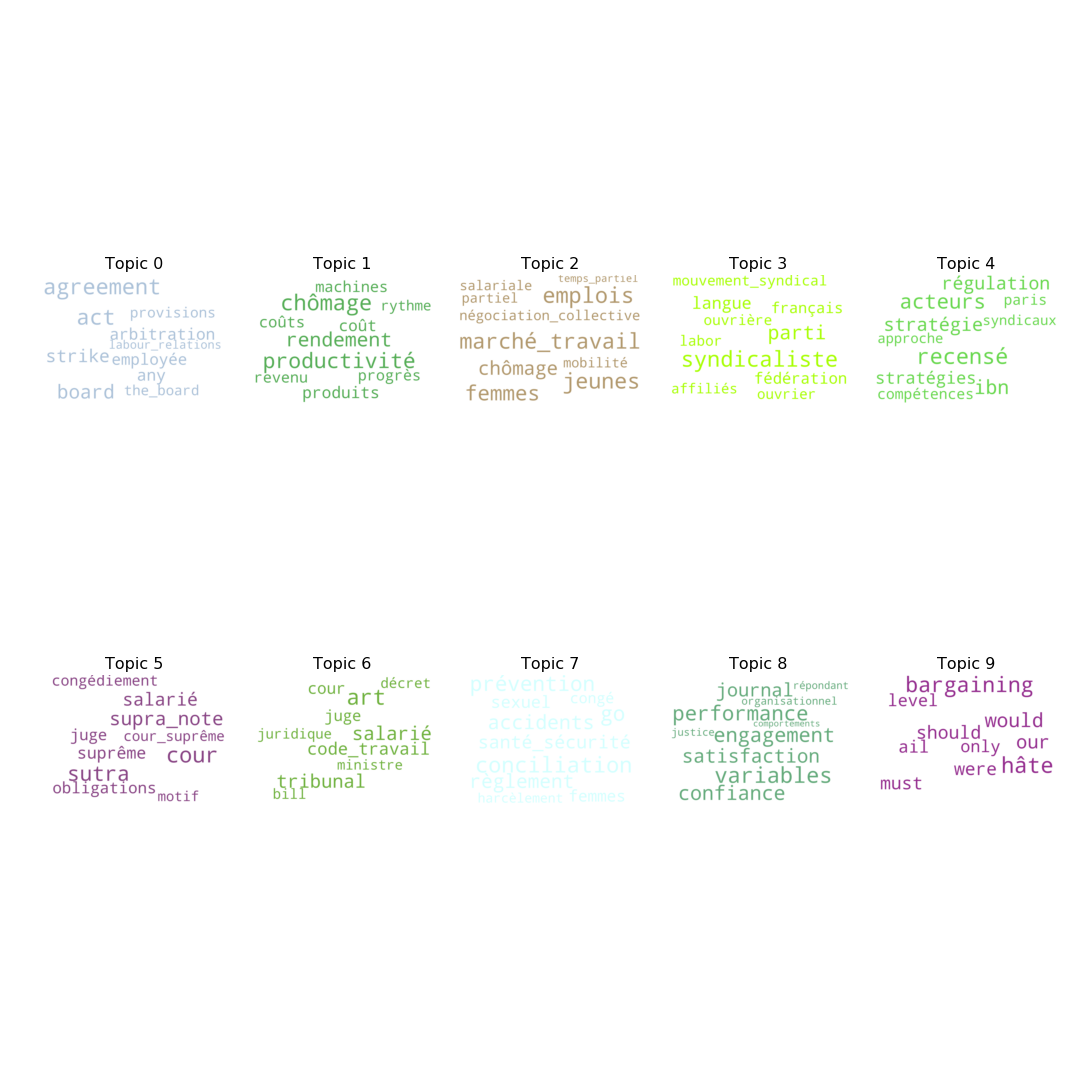 Topic 0
agreement
act
provisions
arbitration
labour_relations
strike
employée
any
board
the_board
Topic 1
machines
chômage
rythme
coûts
coût
rendement
productivité
revenu
progrès
produits
Topic 2
temps_partiel
salariale
partiel
emplois
négociation_collective
marché_travail
mobilité
chômage
jeunes
femmes
Topic 3
mouvement_syndical
langue
français
ouvrière
parti
labor
syndicaliste
fédération
affiliés
ouvrier
Topic 4
régulation
acteurs
paris
stratégie
syndicaux
approche
recensé
stratégies
ibn
compétences
Topic 5
congédiement
salarié
supra_note
juge
cour_suprême
suprême
cour
sutra
obligations
motif
Topic 6
décret
cour
art
juge
juridique
salarié
code_travail
ministre
tribunal
bill
Topic 7
prévention
sexuel
congé
go
accidents
santé_sécurité
conciliation
règlement
harcèlement
femmes
Topic 8
journal
répondant
organisationnel
performance
comportements
justice
engagement
satisfaction
variables
confiance
Topic 9
bargaining
level
would
should
our
ail
only
were
hâte
must